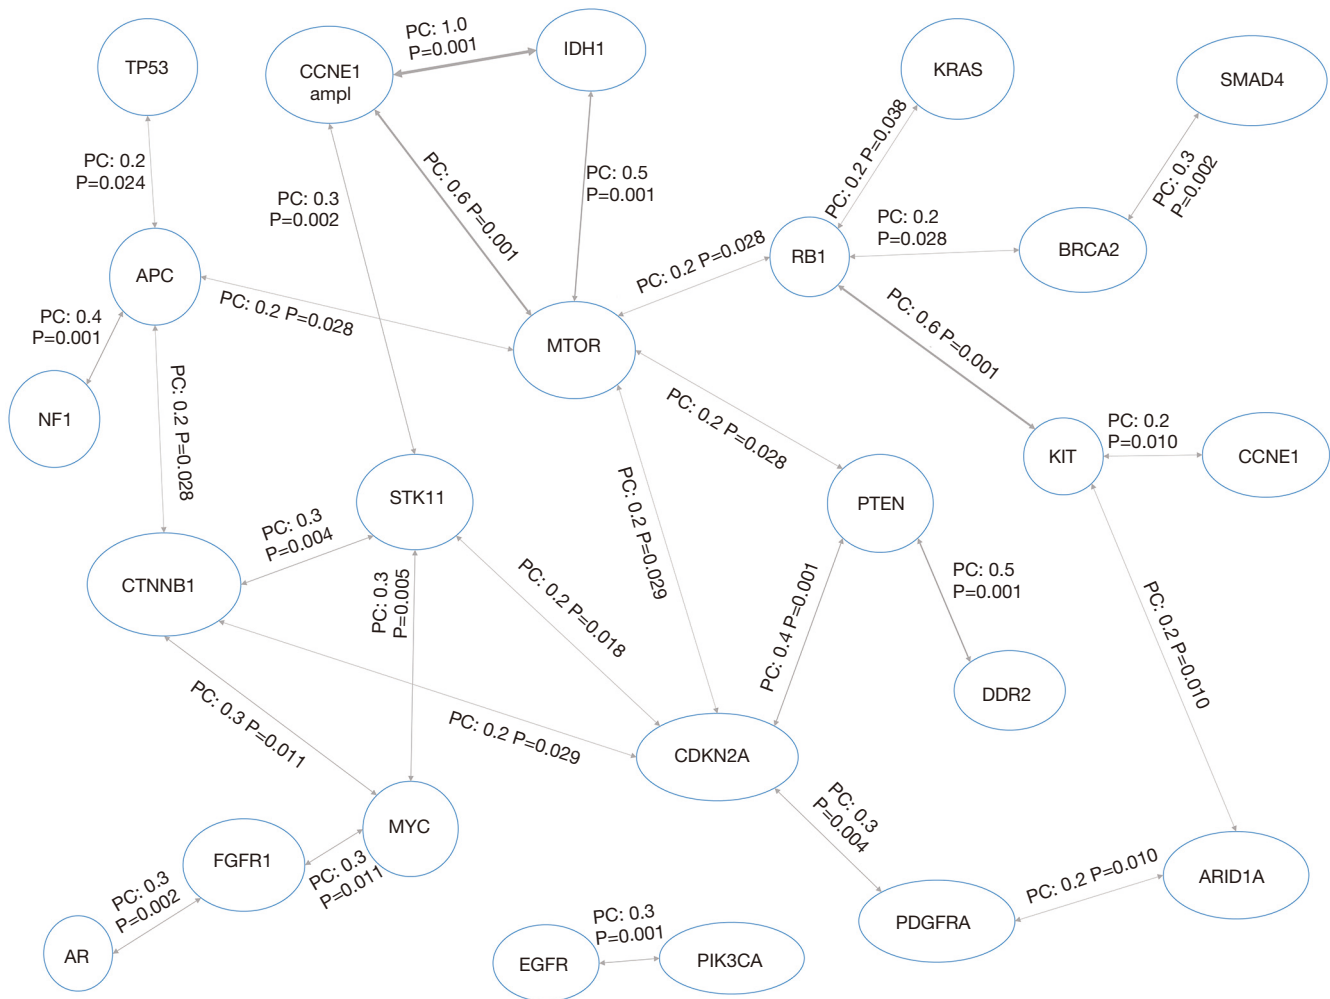 TP53
CCNE1
ampl
PC: 1.0
P=0.001
IDH1
KRAS
SMAD4
PC: 0.2
P=0.024
PC: 0.3
P=0.002
PC: 0.6 P=0.001
PC: 0.5
P=0.001
PC: 0.2 P=0.038
PC: 0.3
P=0.002
APC
PC: 0.2 P=0.028
PC: 0.2 P=0.028
RB1
PC: 0.2
P=0.028
BRCA2
PC: 0.4
P=0.001
NF1
PC: 0.2 P=0.028
MTOR
PC: 0.6 P=0.001
PC: 0.2 P=0.028
KIT
PC: 0.2
P=0.010
CCNE1
STK11
PC: 0.3
P=0.004
PC: 0.2 P=0.029
PTEN
CTNNB1
PC: 0.3
P=0.005
PC: 0.2 P=0.018
PC: 0.4 P=0.001
PC: 0.5
P=0.001
PC: 0.2 P=0.010
DDR2
PC: 0.3 P=0.011
PC: 0.2 P=0.029
CDKN2A
MYC
PC: 0.3
P=0.004
FGFR1
PC: 0.3
P=0.011
PC: 0.3
P=0.002
AR
PC: 0.2 P=0.010
ARID1A
PDGFRA
EGFR
PC: 0.3
P=0.001
PIK3CA